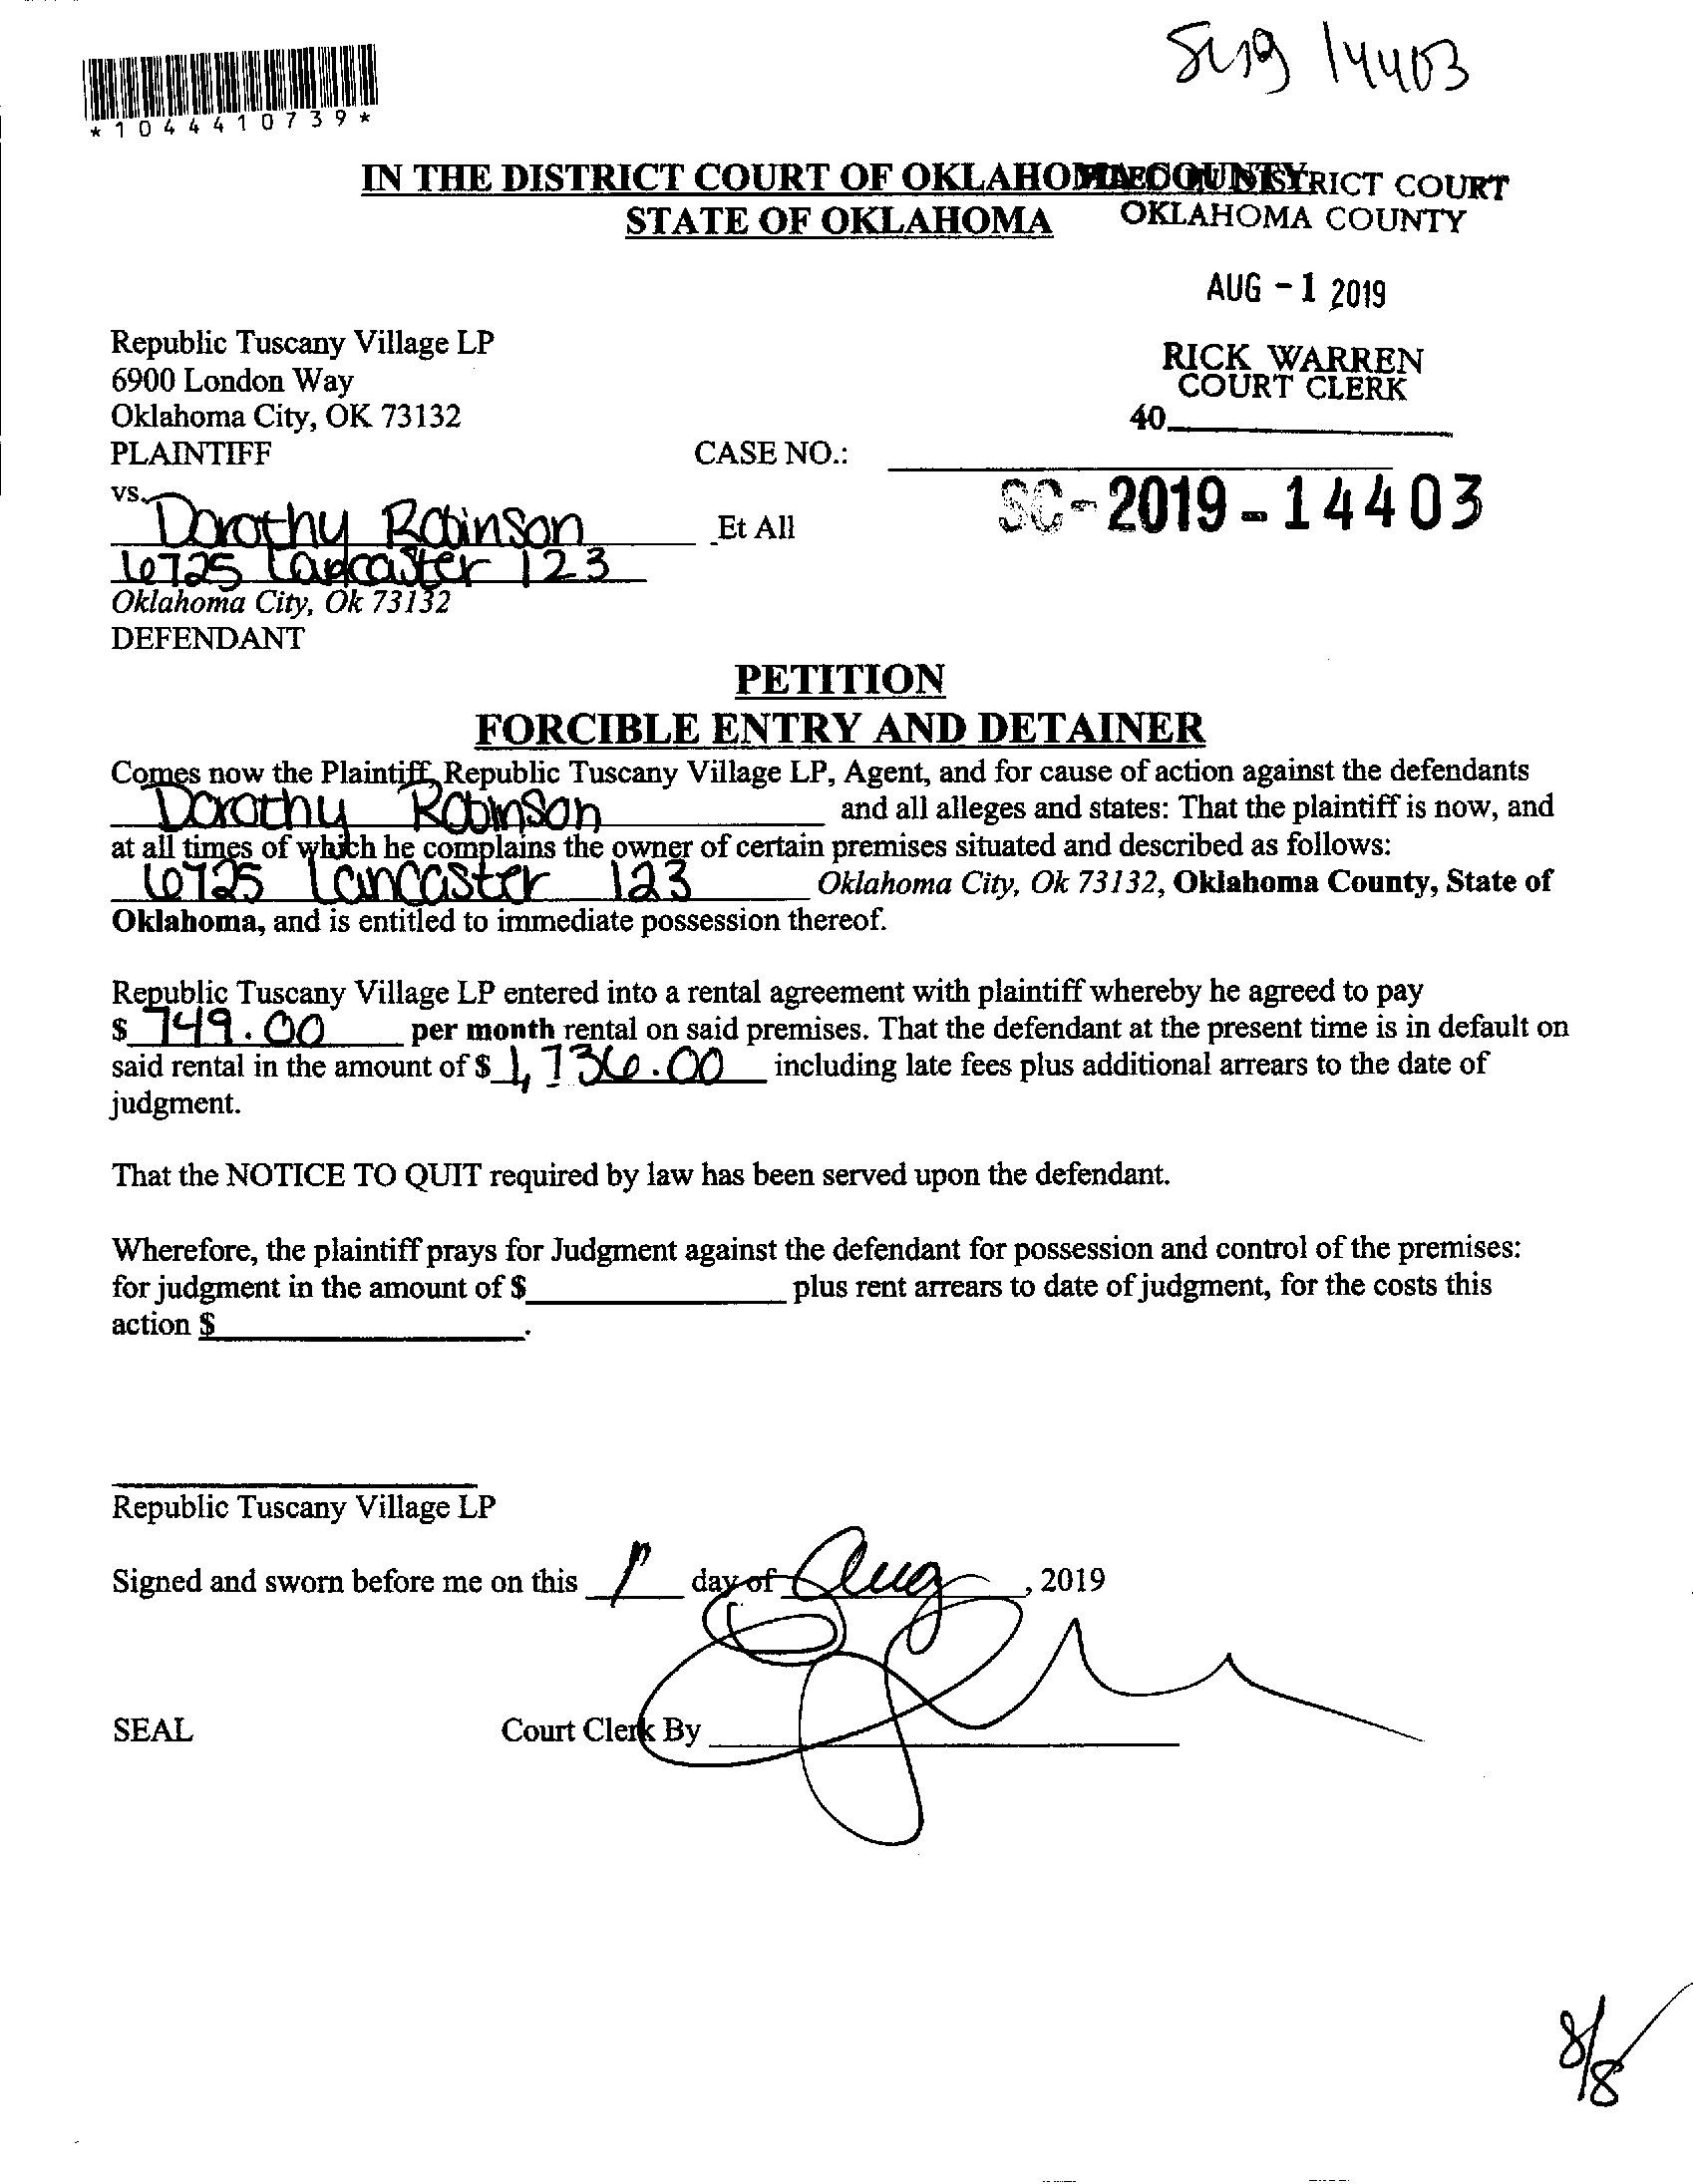 SC19 14403
*1044410739*
IN THE DISTRICT COURT OF OKLAHOMA COUNTY
STATE OF OKLAHOMA
FILED IN DISTRICT COURT
OKLAHOMA COUNTY
AUG - 1 2019
RICK WARREN
COURT CLERK
40
Republic Tuscany Village LP
6900 London Way
Oklahoma City, OK 73132
PLAINTIFF
CASE NO.:
SC-2019-14403
vs.
Dorothy Robinson Et All
6725 Lancaster 123
Oklahoma City, Ok 73132
DEFENDANT
PETITION
FORCIBLE ENTRY AND DETAINER
Comes now the Plaintiff, Republic Tuscany Village LP, Agent, and for cause of action against the defendants
Dorothy Robinson and all alleges and states: That the plaintiff is now, and
at all times of which he complains the owner of certain premises situated and described as follows:
6725 Lancaster 123 Oklahoma City, Ok 73132, Oklahoma County, State of
Oklahoma, and is entitled to immediate possession thereof.
Republic Tuscany Village LP entered into a rental agreement with plaintiff whereby he agreed to pay
$ 749.00 per month rental on said premises. That the defendant at the present time is in default on
said rental in the amount of $ 1,736.00 including late fees plus additional arrears to the date of
judgment.
That the NOTICE TO QUIT required by law has been served upon the defendant.
Wherefore, the plaintiff prays for Judgment against the defendant for possession and control of the premises:
for judgment in the amount of $ plus rent arrears to date of judgment, for the costs this
action $ .
Republic Tuscany Village LP
Signed and sworn before me on this 1 day of Aug, 2019
SEAL Court Clerk By
8/8